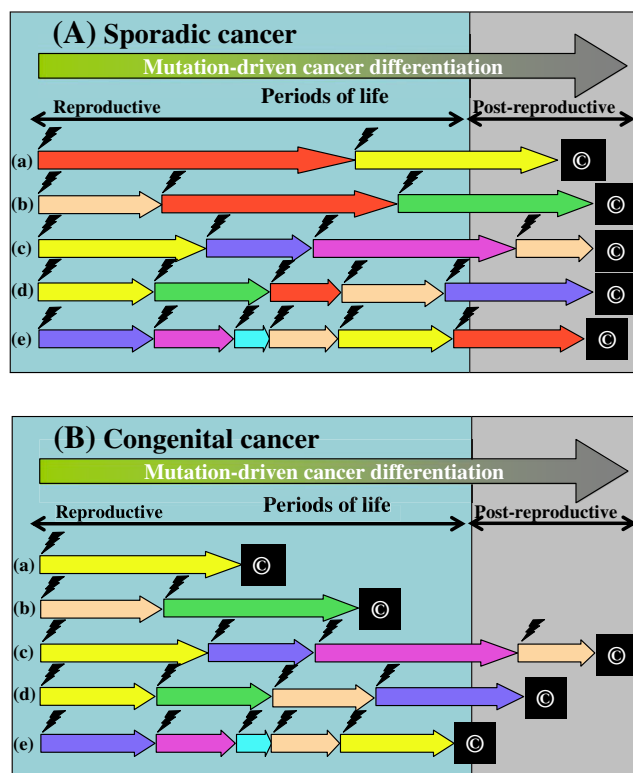 (A) Sporadic cancer
Mutation-driven cancer differentiation
Periods of life
Reproductive
Post-reproductive
(a)
©
(b)
©
(c)
©
(d)
©
(e)
©
(B) Congenital cancer
Mutation-driven cancer differentiation
Periods of life
Reproductive
Post-reproductive
(a)
©
(b)
©
(c)
©
(d)
©
(e)
©